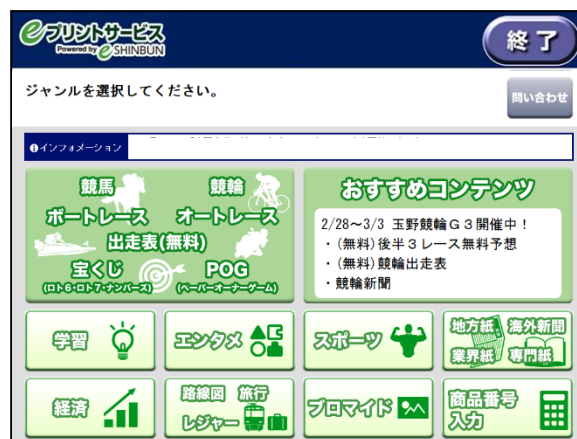 eプリントサービス
Powered by eSHINBUN
終了
ジャンルを選択してください。
問い合わせ
インフォメーション
競馬 競輪
ボートレース オートレース
出走表(無料)
宝くじ POG
(ロト6・ロト7・ナンバーズ) (ペーパーオーナーゲーム)
おすすめコンテンツ
2/28~3/3 玉野競輪G3開催中!
・(無料)後半3レース無料予想
・(無料)競輪出走表
・競輪新聞
学習
エンタメ
スポーツ
地方紙 海外新聞
業界紙 専門紙
経済
路線図 旅行
レジャー
ブロマイド
商品番号
入力